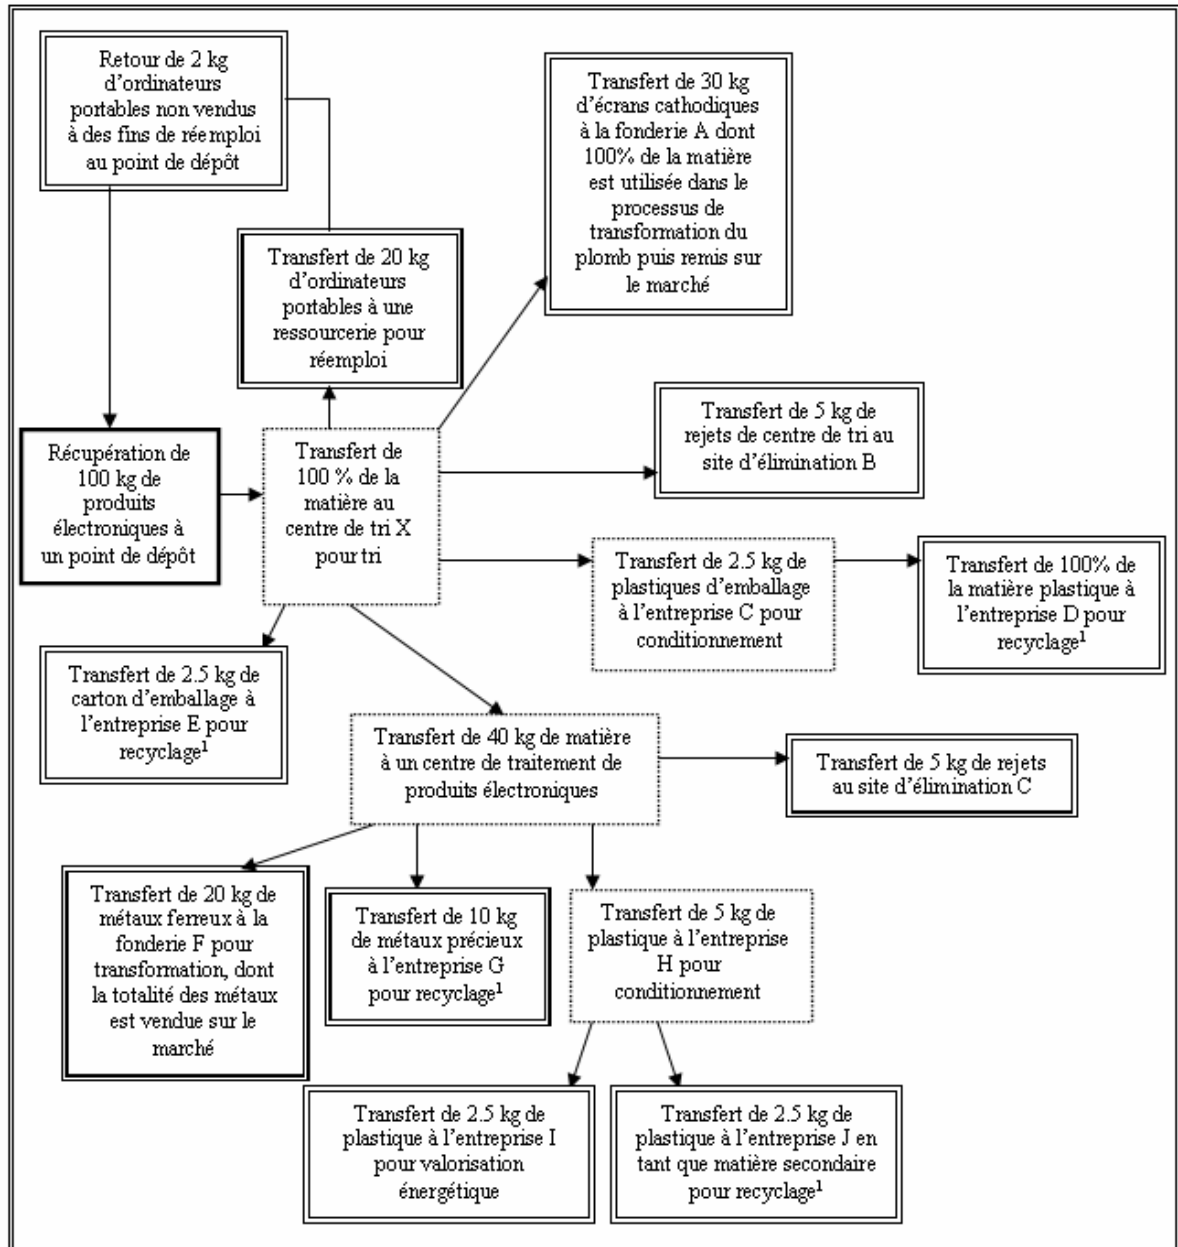 Retour de 2 kg
d'ordinateurs
portables non vendus
à des fins de réemploi
au point de dépôt
Transfert de 30 kg
d'écrans cathodiques
à la fonderie A dont
100% de la matière
est utilisée dans le
processus de
transformation du
plomb puis remis sur
le marché
Transfert de 20 kg
d'ordinateurs
portables à une
ressourcerie pour
réemploi
Transfert de 5 kg de
rejets de centre de tri au
site d'élimination B
Récupération de
100 kg de
produits
électroniques à
un point de dépôt
Transfert de
100 % de la
matière au
centre de tri X
pour tri
Transfert de 2.5 kg de
plastiques d'emballage
à l'entreprise C pour
conditionnement
Transfert de 100% de
la matière plastique à
l'entreprise D pour
recyclage¹
Transfert de 2.5 kg de
carton d'emballage à
l'entreprise E pour
recyclage¹
Transfert de 40 kg de matière
à un centre de traitement de
produits électroniques
Transfert de 5 kg de rejets
au site d'élimination C
Transfert de 20 kg de
métaux ferreux à la
fonderie F pour
transformation, dont
la totalité des métaux
est vendue sur le
marché
Transfert de 10 kg
de métaux précieux
à l'entreprise G
pour recyclage¹
Transfert de 5 kg de
plastique à l'entreprise
H pour
conditionnement
Transfert de 2.5 kg de
plastique à l'entreprise I
pour valorisation
énergétique
Transfert de 2.5 kg de
plastique à l'entreprise J en
tant que matière secondaire
pour recyclage¹